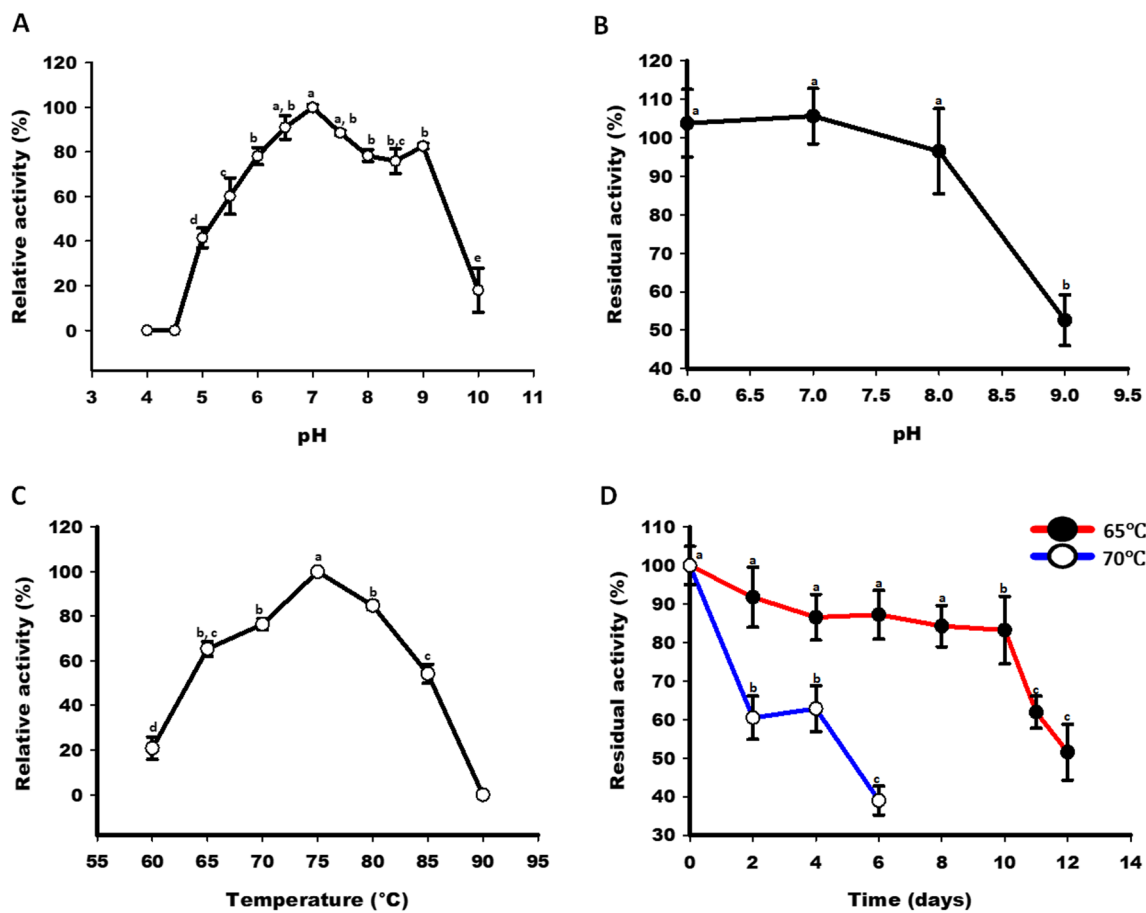 A
120
100
80
60
40
20
0
Relative activity (%)
d
c
b
a, b
a
a, b
b
b,c
b
e
3 4 5 6 7 8 9 10 11
pH
B
120
110
100
90
80
70
60
50
40
Residual activity (%)
a
a
a
b
6.0 6.5 7.0 7.5 8.0 8.5 9.0 9.5
pH
C
120
100
80
60
40
20
0
Relative activity (%)
d
b, c
b
a
b
c
55 60 65 70 75 80 85 90 95
Temperature (°C)
D
65°C
70°C
110
100
90
80
70
60
50
40
30
Residual activity (%)
a
a
a
a
a
b
c
c
b
b
c
0 2 4 6 8 10 12 14
Time (days)